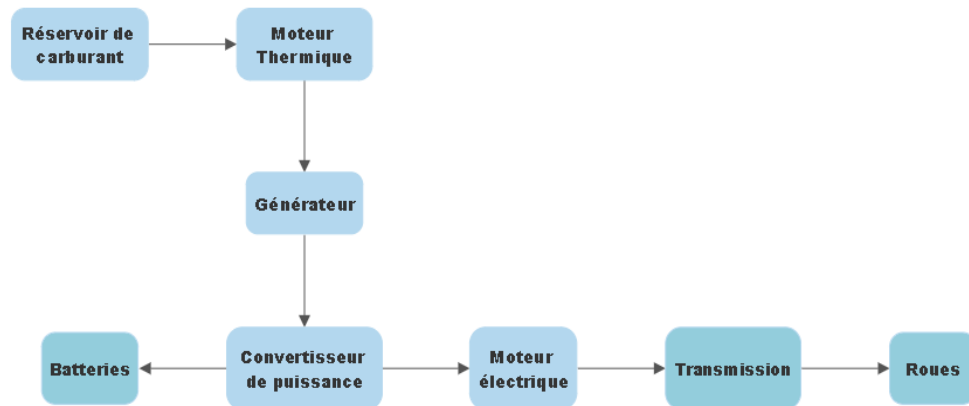 Réservoir de
carburant
Moteur
Thermique
Générateur
Batteries
Convertisseur
de puissance
Moteur
électrique
Transmission
Roues